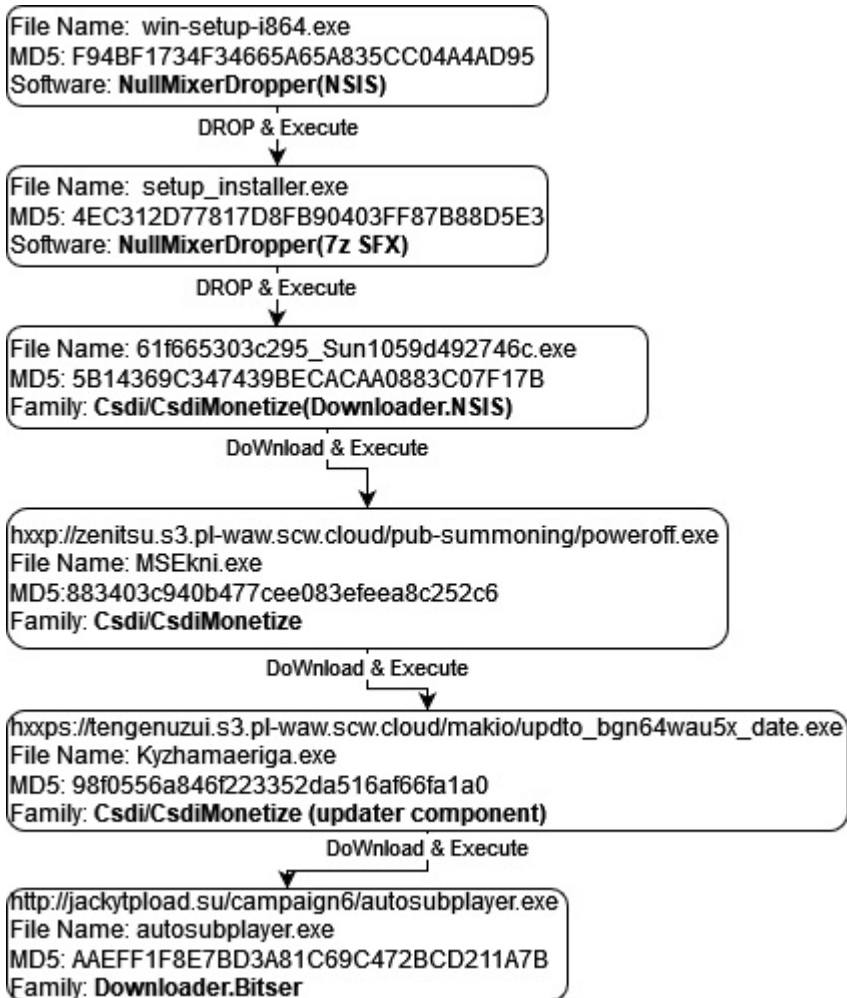 File Name: win-setup-i864.exe
MD5: F94BF1734F34665A65A835CC04A4AD95
Software: NullMixerDropper(NSIS)
DROP & Execute
File Name: setup_installer.exe
MD5: 4EC312D77817D8FB90403FF87B88D5E3
Software: NullMixerDropper(7z SFX)
DROP & Execute
File Name: 61f665303c295_Sun1059d492746c.exe
MD5: 5B14369C347439BECACAA0883C07F17B
Family: Csdi/CsdiMonetize(Downloader.NSIS)
DoWnload & Execute
hxxp://zenitsu.s3.pl-waw.scw.cloud/pub-summoning/poweroff.exe
File Name: MSEkni.exe
MD5:883403c940b477cee083efeea8c252c6
Family: Csdi/CsdiMonetize
DoWnload & Execute
hxxps://tengenuzui.s3.pl-waw.scw.cloud/makio/updto_bgn64wau5x_date.exe
File Name: Kyzhamaeriga.exe
MD5: 98f0556a846f223352da516af66fa1a0
Family: Csdi/CsdiMonetize (updater component)
DoWnload & Execute
http://jackytpload.su/campaign6/autosubplayer.exe
File Name: autosubplayer.exe
MD5: AAEFF1F8E7BD3A81C69C472BCD211A7B
Family: Downloader.Bitser